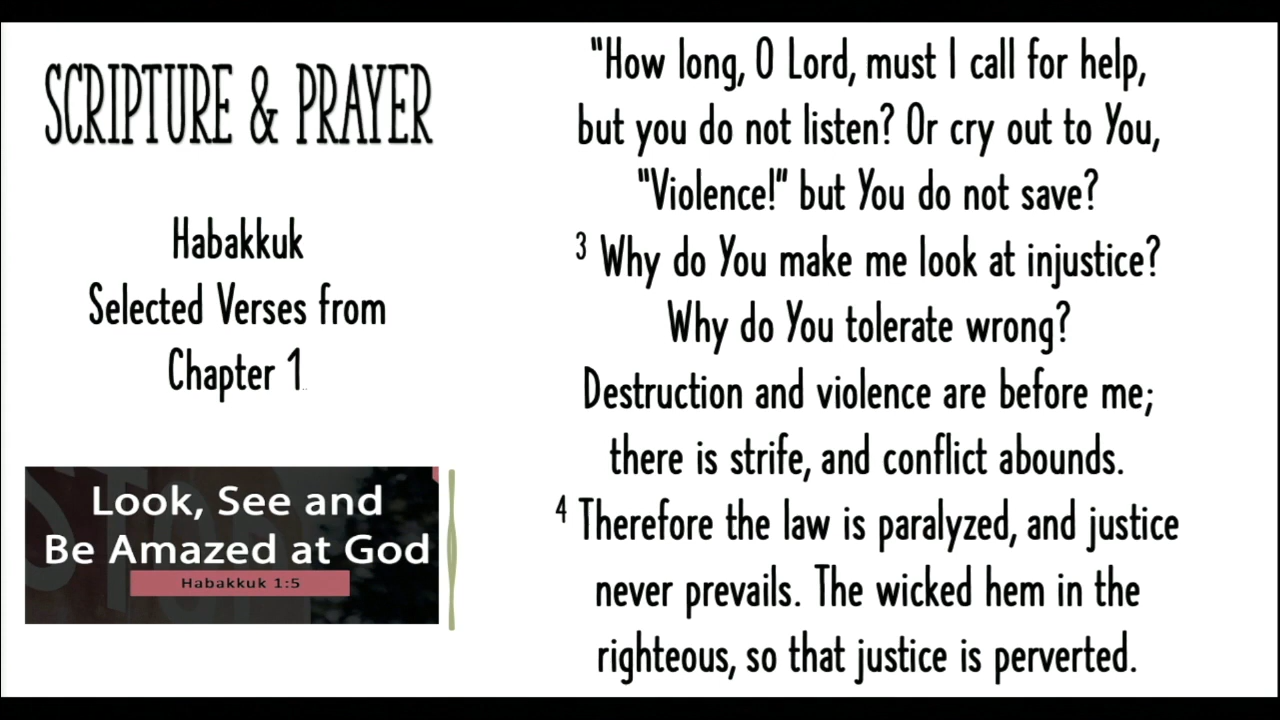 SCRIPTURE & PRAYER
Habakkuk
Selected Verses from
Chapter 1
Look, See and
Be Amazed at God
Habakkuk 1:5
"How long, O Lord, must I call for help,
but you do not listen? Or cry out to You,
"Violence!" but You do not save?
3 Why do You make me look at injustice?
Why do You tolerate wrong?
Destruction and violence are before me;
there is strife, and conflict abounds.
4 Therefore the law is paralyzed, and justice
never prevails. The wicked hem in the
righteous, so that justice is perverted.